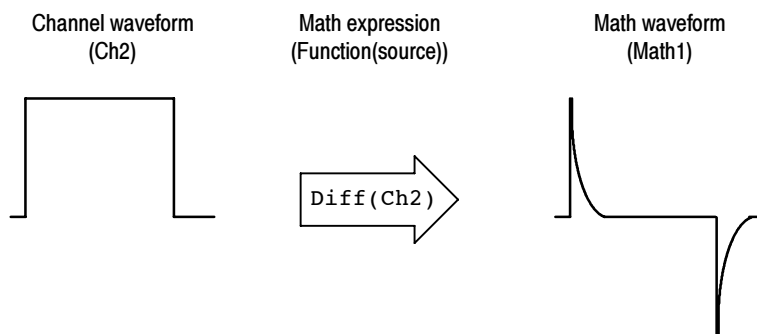 Channel waveform
(Ch2)
Math expression
(Function(source))
Math waveform
(Math1)
Diff(Ch2)